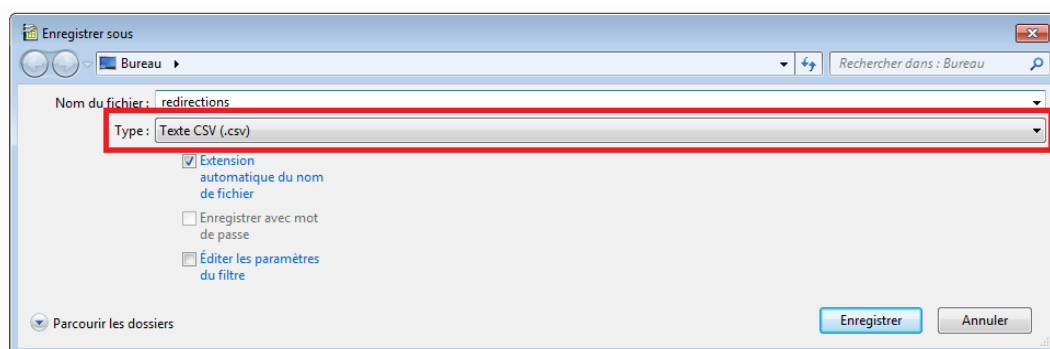 Enregistrer sous
Bureau
Rechercher dans : Bureau
Nom du fichier : redirections
Type : Texte CSV (.csv)
Extension
automatique du nom
de fichier
Enregistrer avec mot
de passe
Éditer les paramètres
du filtre
Parcourir les dossiers
Enregistrer
Annuler